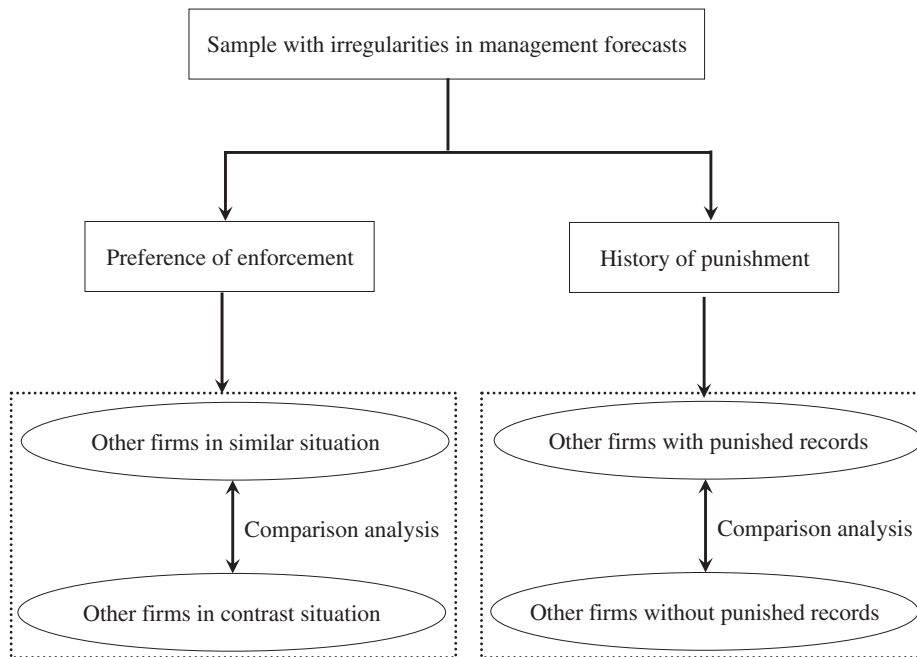 Sample with irregularities in management forecasts
Preference of enforcement
History of punishment
Other firms in similar situation
Comparison analysis
Other firms in contrast situation
Other firms with punished records
Comparison analysis
Other firms without punished records